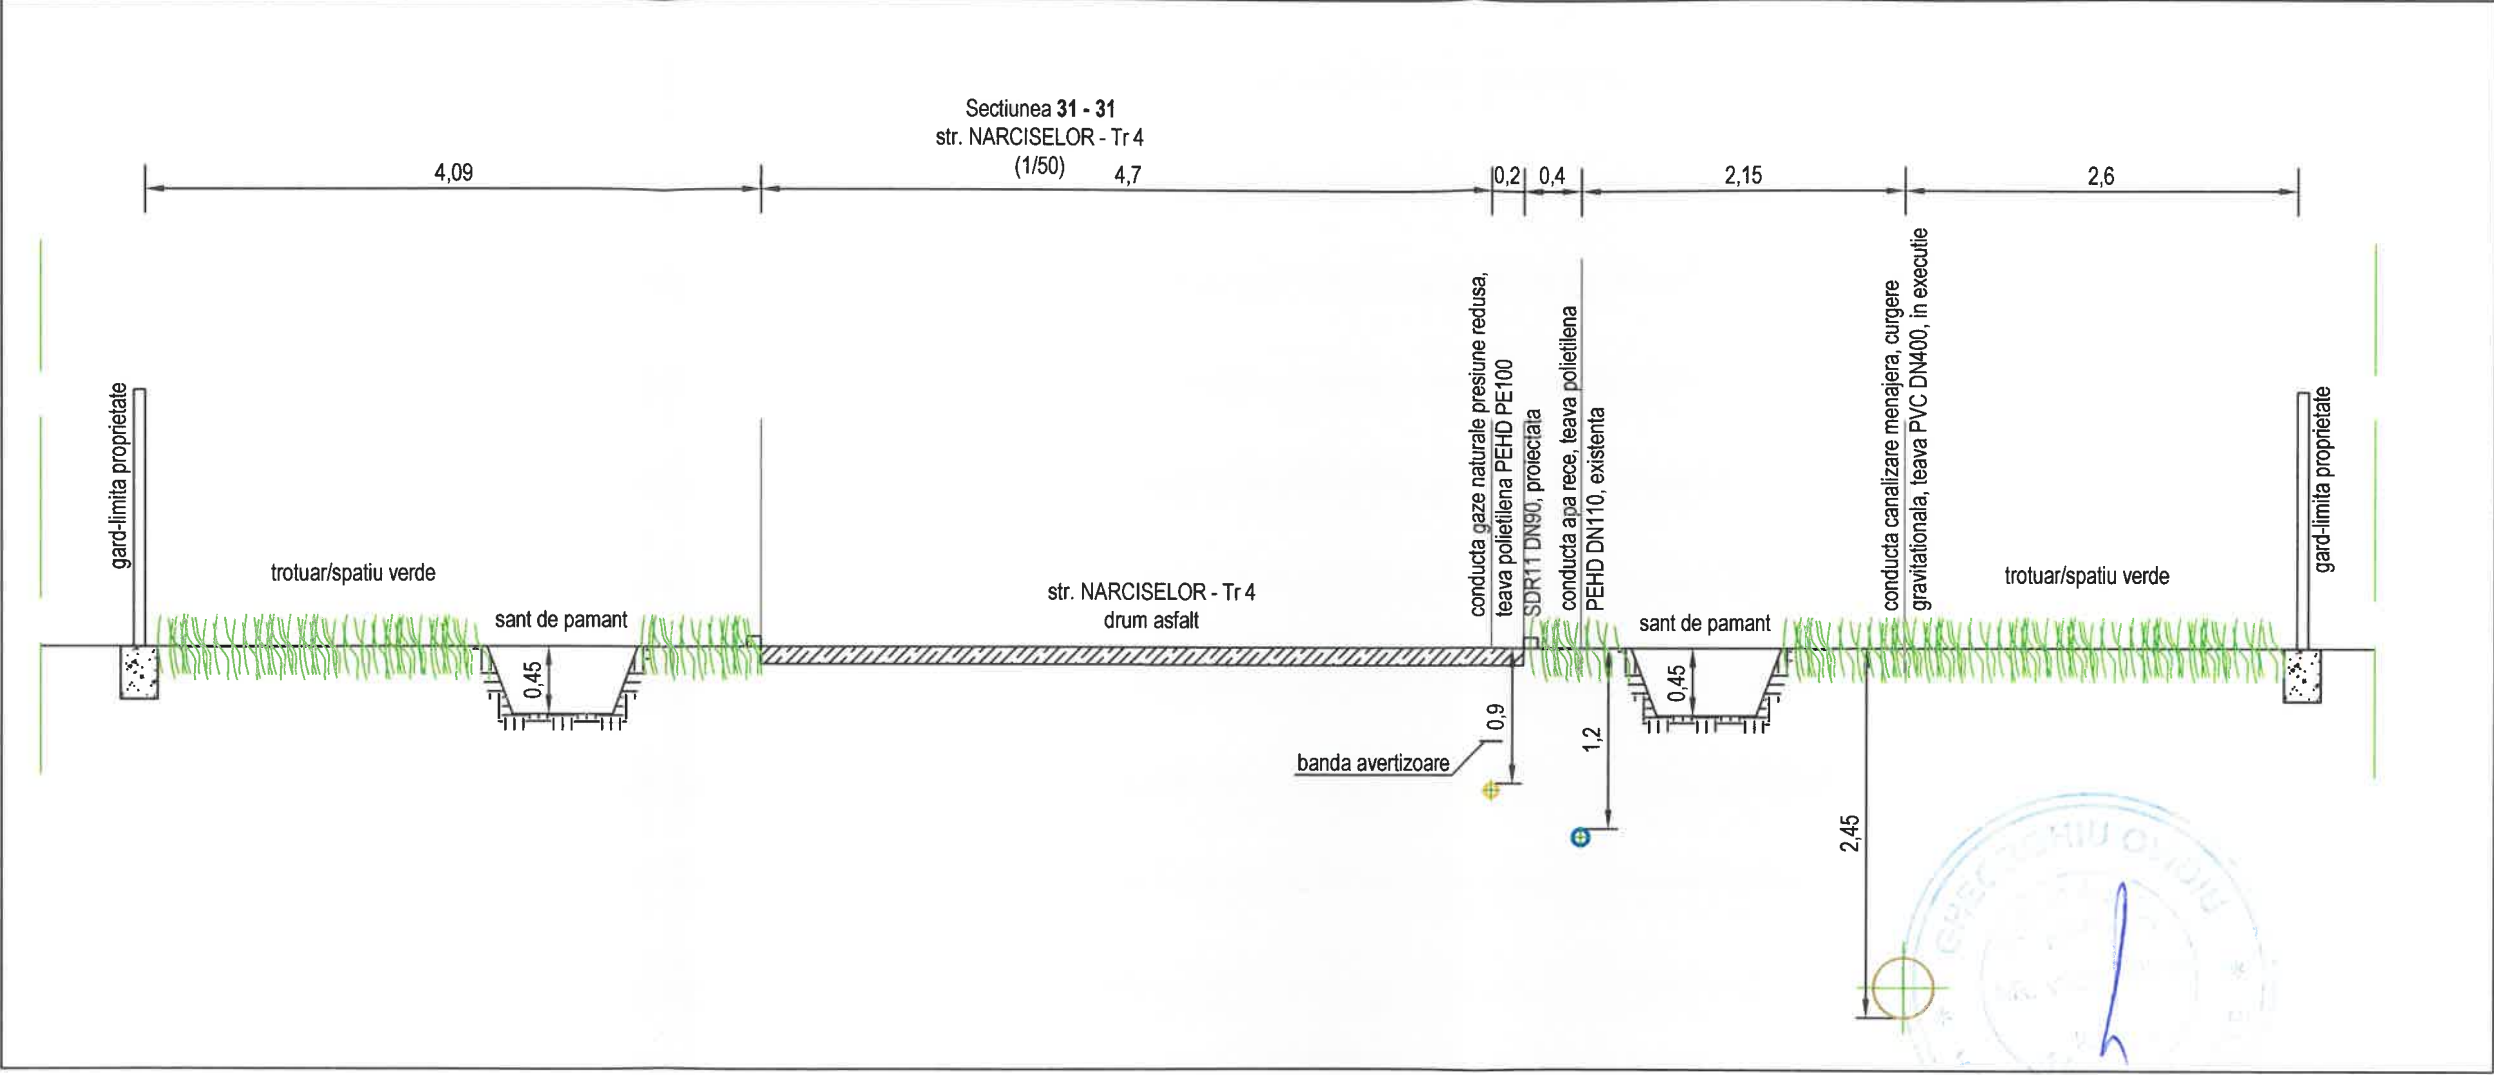 Sectiunea 31 - 31
str. NARCISELOR - Tr 4
(1/50)
4,09
4,7
0,2
0,4
2,15
2,6
gard-limita proprietate
trotuar/spatiu verde
sant de pamant
0,45
str. NARCISELOR - Tr 4
drum asfalt
conducta gaze naturale presiune redusa,
teava polietilena PEHD PE100
SDR11 DN90, proiectata
conducta apa rece, teava polietilena
PEHD DN110, existenta
sant de pamant
0,45
conducta canalizare menajera, curgere
gravitationala, teava PVC DN400, in executie
trotuar/spatiu verde
gard-limita proprietate
0,9
banda avertizoare
1,2
2,45